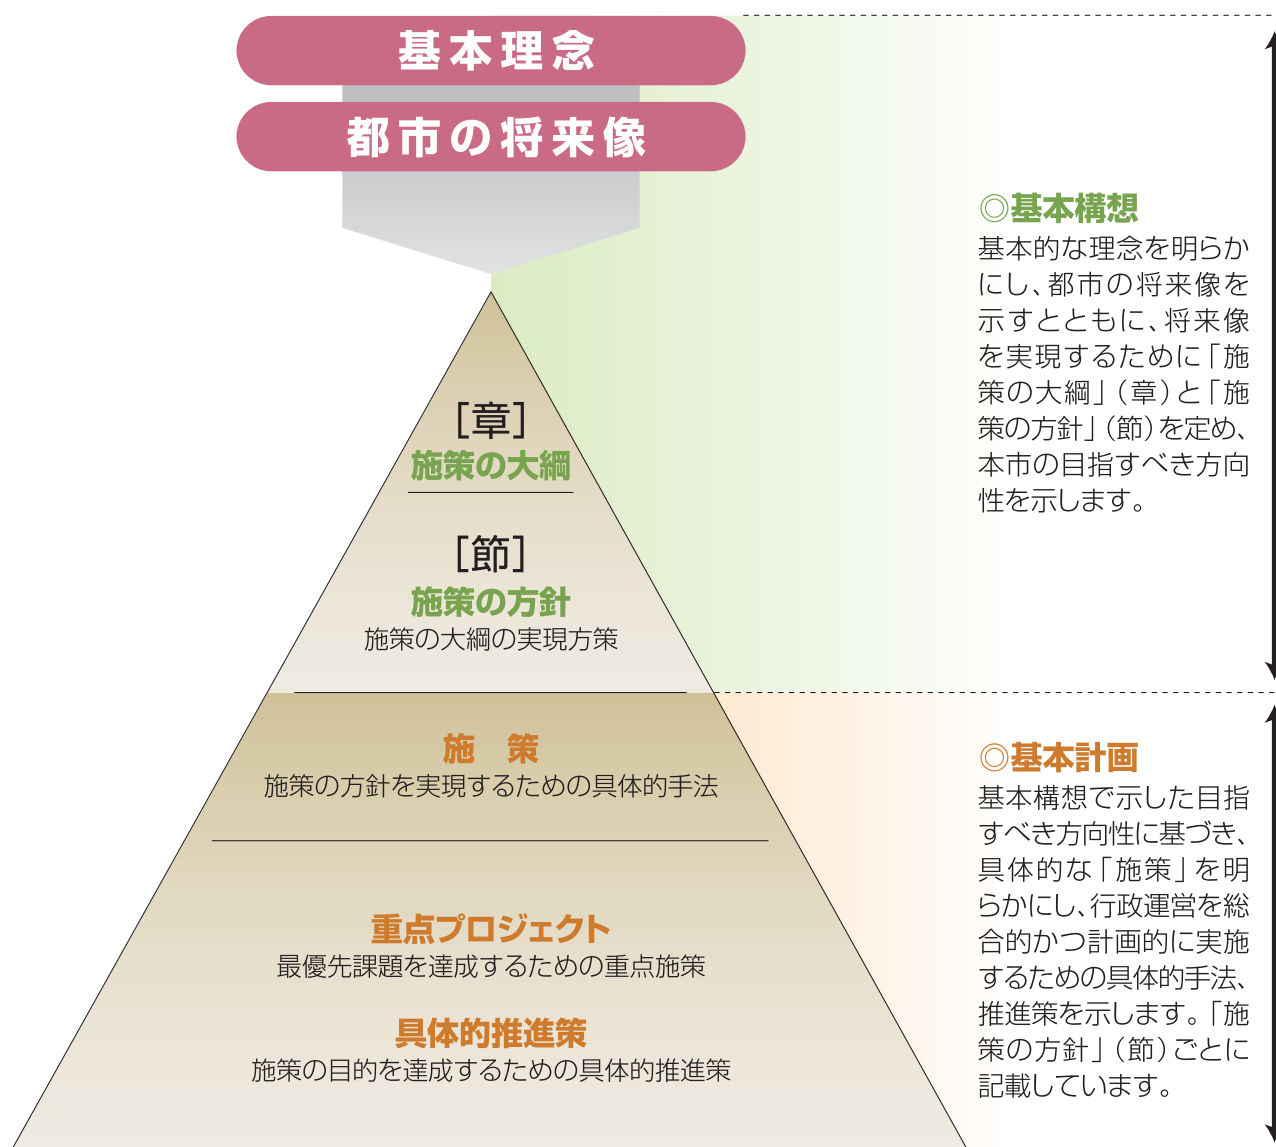 基本理念
都市の将来像
[章]
施策の大綱
[節]
施策の方針
施策の大綱の実現方策
施　策
施策の方針を実現するための具体的手法
重点プロジェクト
最優先課題を達成するための重点施策
具体的推進策
施策の目的を達成するための具体的推進策
◎基本構想
基本的な理念を明らか
にし、都市の将来像を
示すとともに、将来像
を実現するために「施
策の大綱」（章）と「施
策の方針」（節）を定め、
本市の目指すべき方向
性を示します。
◎基本計画
基本構想で示した目指
すべき方向性に基づき、
具体的な「施策」を明
らかにし、行政運営を総
合的かつ計画的に実施
するための具体的手法、
推進策を示します。「施
策の方針」（節）ごとに
記載しています。